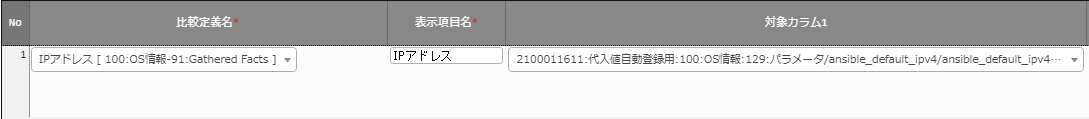 No 比較定義名* 表示項目名* 対象カラム1
1 IPアドレス [ 100:OS情報-91:Gathered Facts ] IPアドレス 2100011611:代入値自動登録用:100:OS情報:129:パラメータ/ansible_default_ipv4/ansible_default_ipv4…